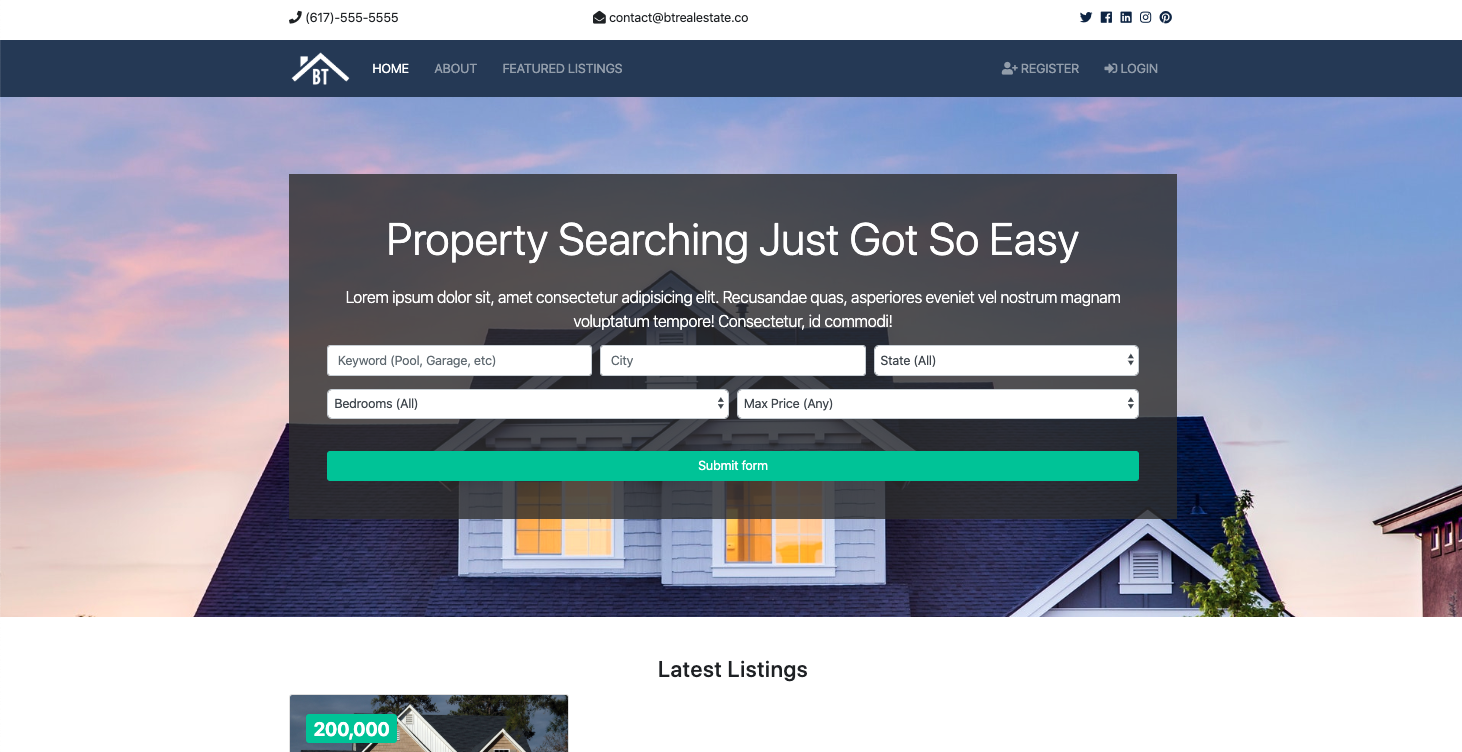 (617)-555-5555
contact@btrealestate.co
BT
HOME
ABOUT
FEATURED LISTINGS
REGISTER
LOGIN
Property Searching Just Got So Easy
Lorem ipsum dolor sit, amet consectetur adipisicing elit. Recusandae quas, asperiores eveniet vel nostrum magnam
voluptatum tempore! Consectetur, id commodi!
Keyword (Pool, Garage, etc)
City
State (All)
Bedrooms (All)
Max Price (Any)
Submit form
Latest Listings
200,000